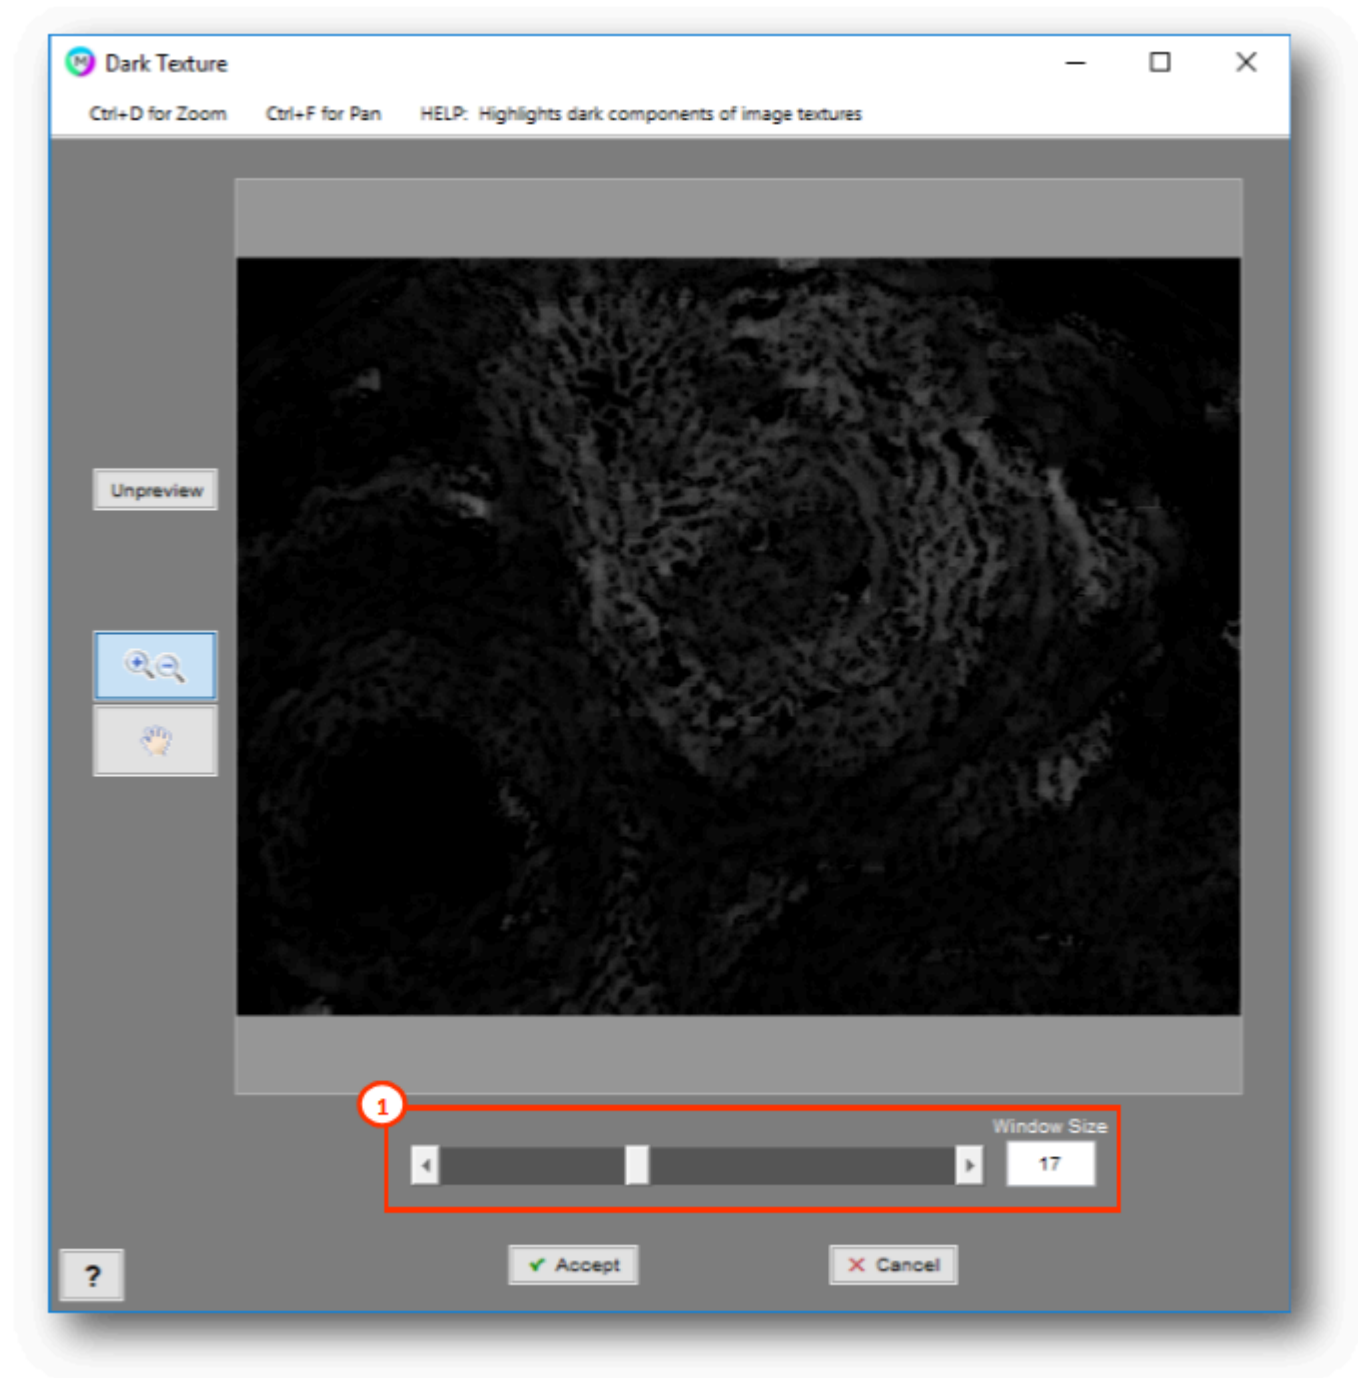 Dark Texture
Ctrl+D for Zoom Ctrl+F for Pan HELP: Highlights dark components of image textures
Unpreview
1
Window Size
17
Accept Cancel
?